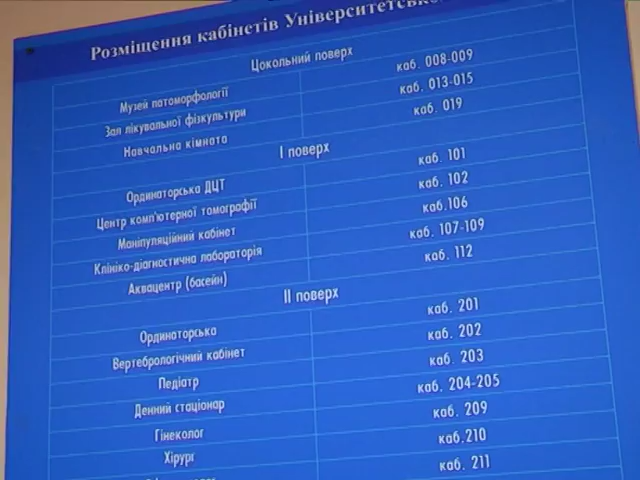 Розміщення кабінетів Університетсько
Цокольний поверх
Музей патоморфології каб. 008-009
Зал лікувальної фізкультури каб. 013-015
Навчальна кімната каб. 019
I поверх
Ординаторська ДЦТ каб. 101
Центр комп'ютерної томографії каб. 102
Маніпуляційний кабінет каб.106
Клініко-діагностична лабораторія каб. 107-109
Аквацентр (басейн) каб. 112
II поверх
Ординаторська каб. 201
Вертебрологічний кабінет каб. 202
Педіатр каб. 203
Денний стаціонар каб. 204-205
Гінеколог каб. 209
Хірург каб.210
каб. 211